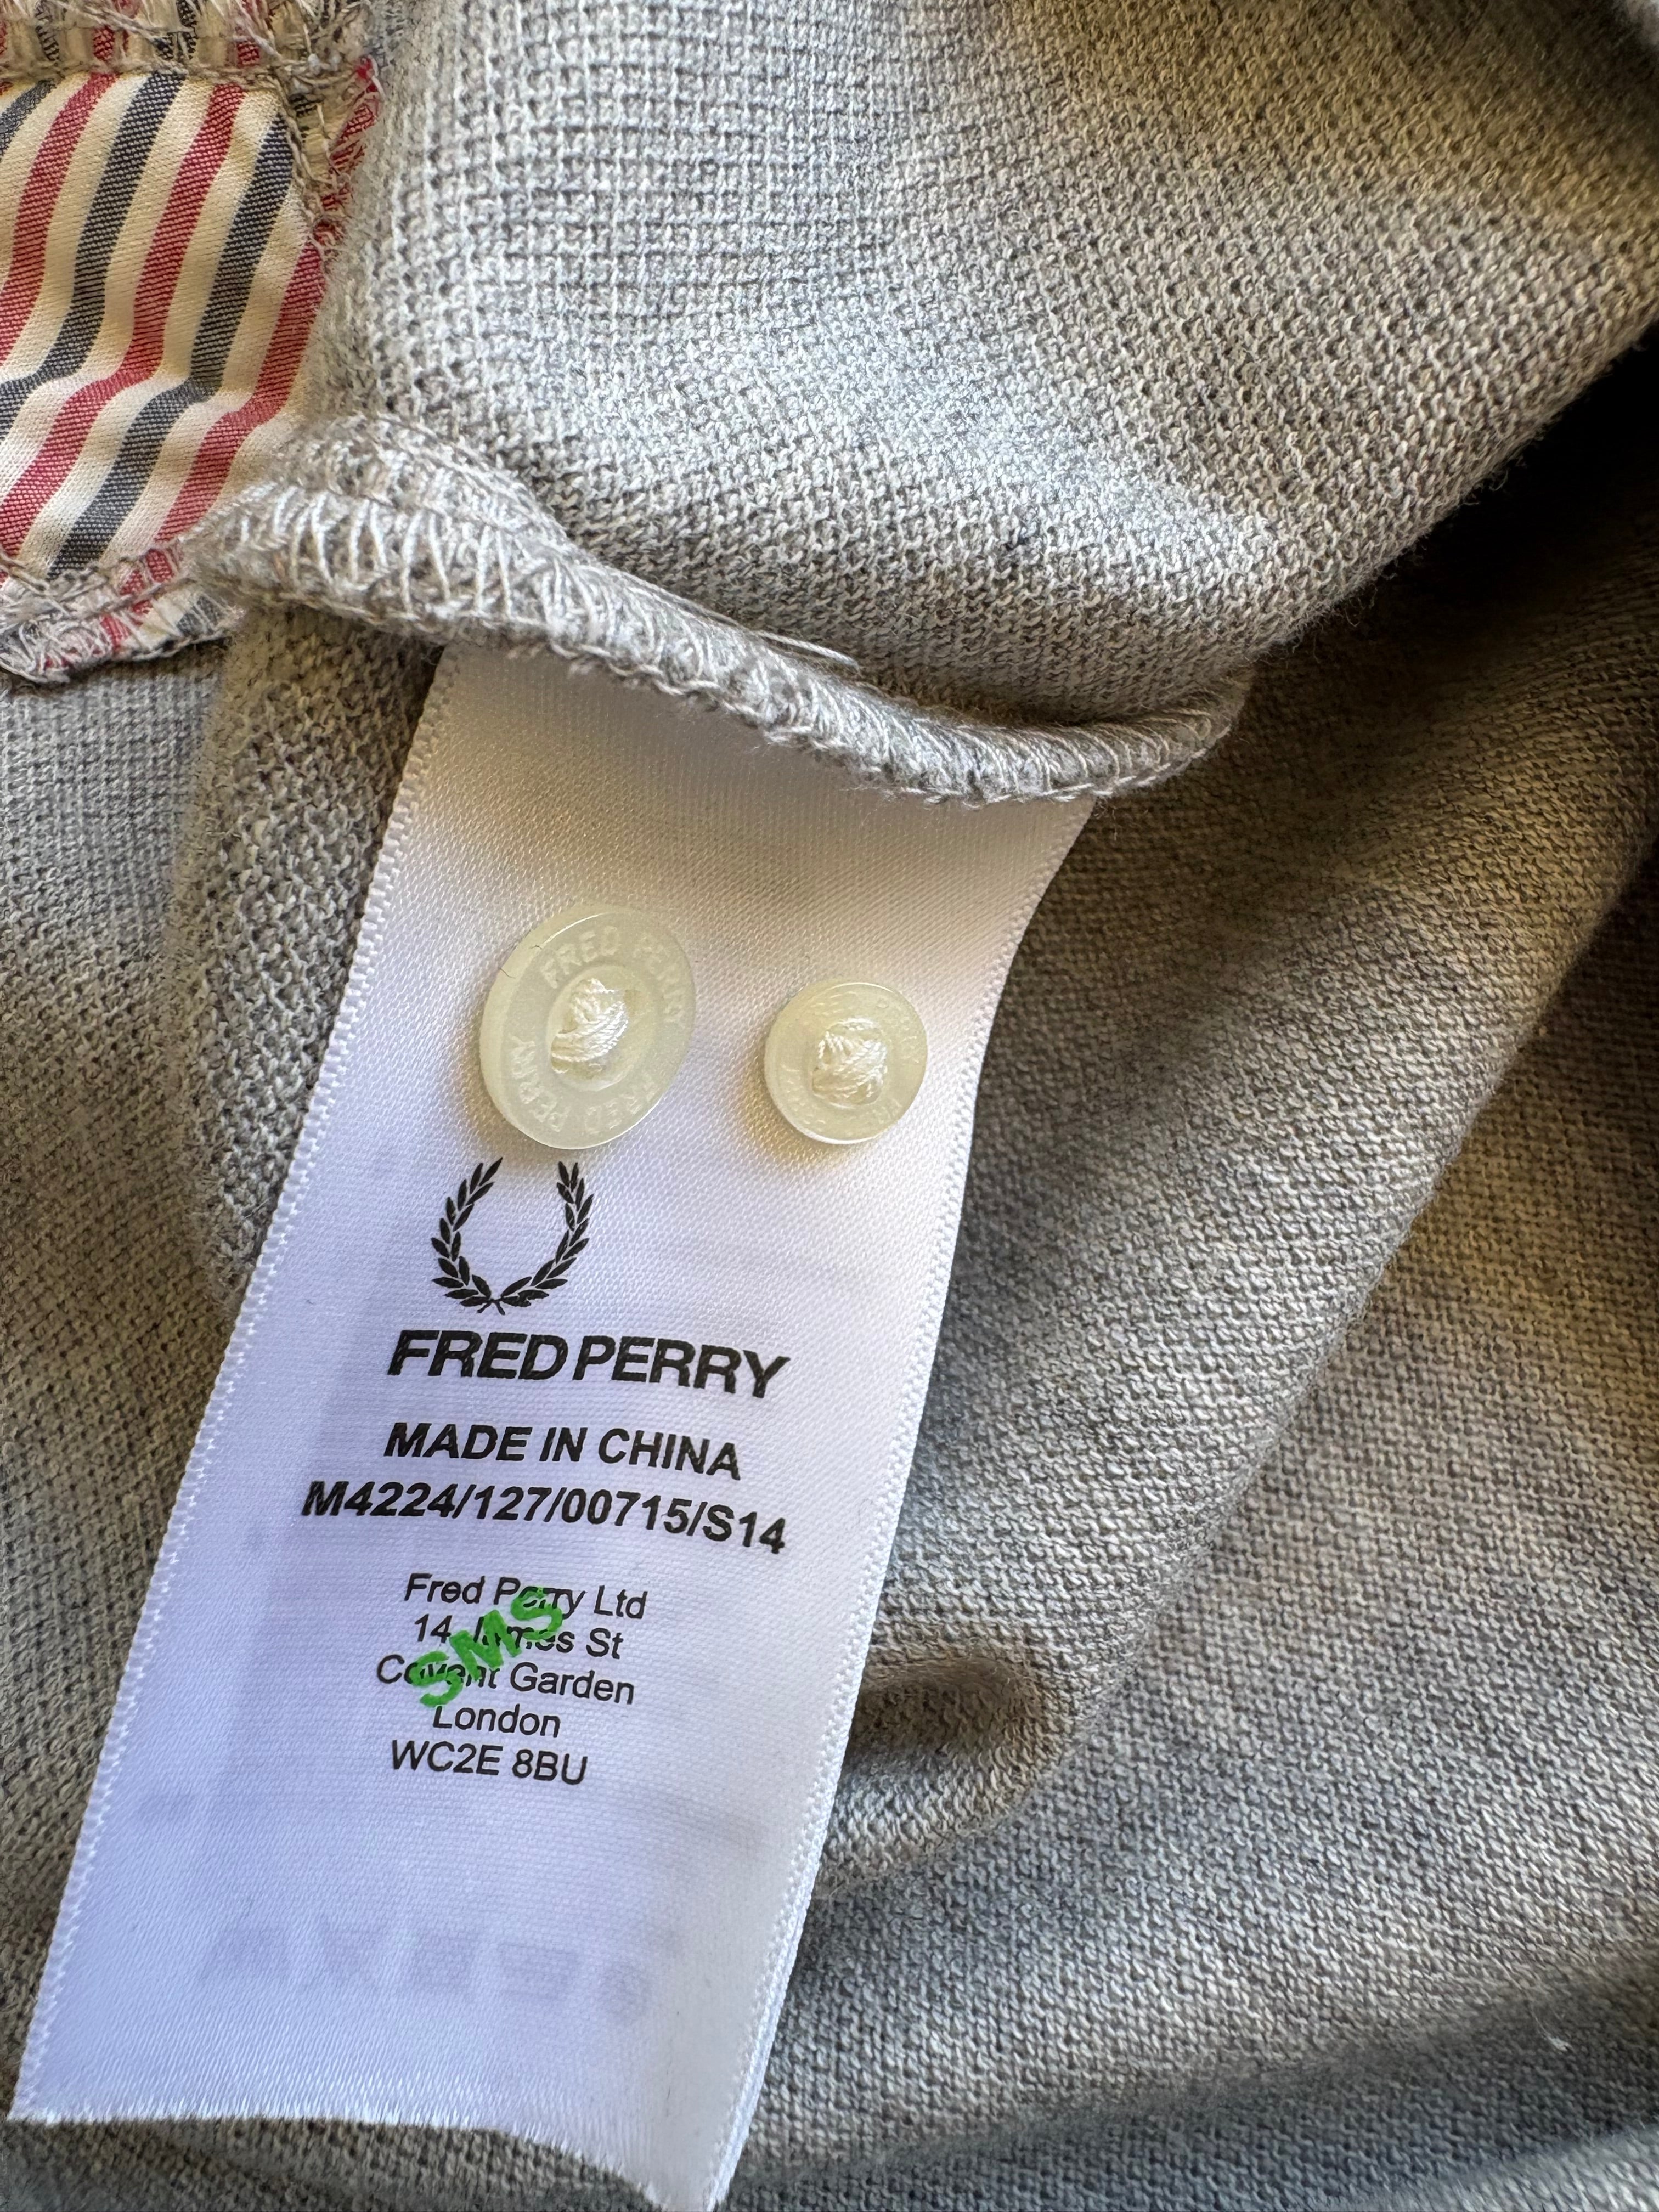 FRED PERRY
FRED PERRY
FRED PERRY
MADE IN CHINA
M4224/127/00715/S14
Fred Perry Ltd
14 James St
Covent Garden
London
WC2E 8BU
SMS